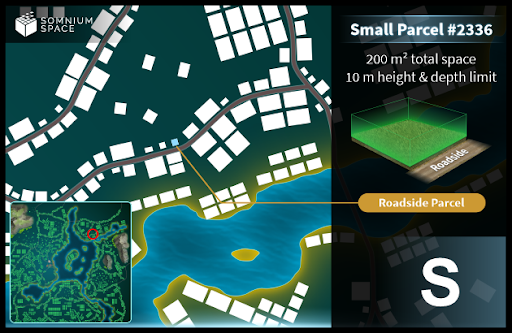 SOMNIUM
SPACE
Small Parcel #2336
200 m² total space
10 m height & depth limit
Roadside
Roadside Parcel
S